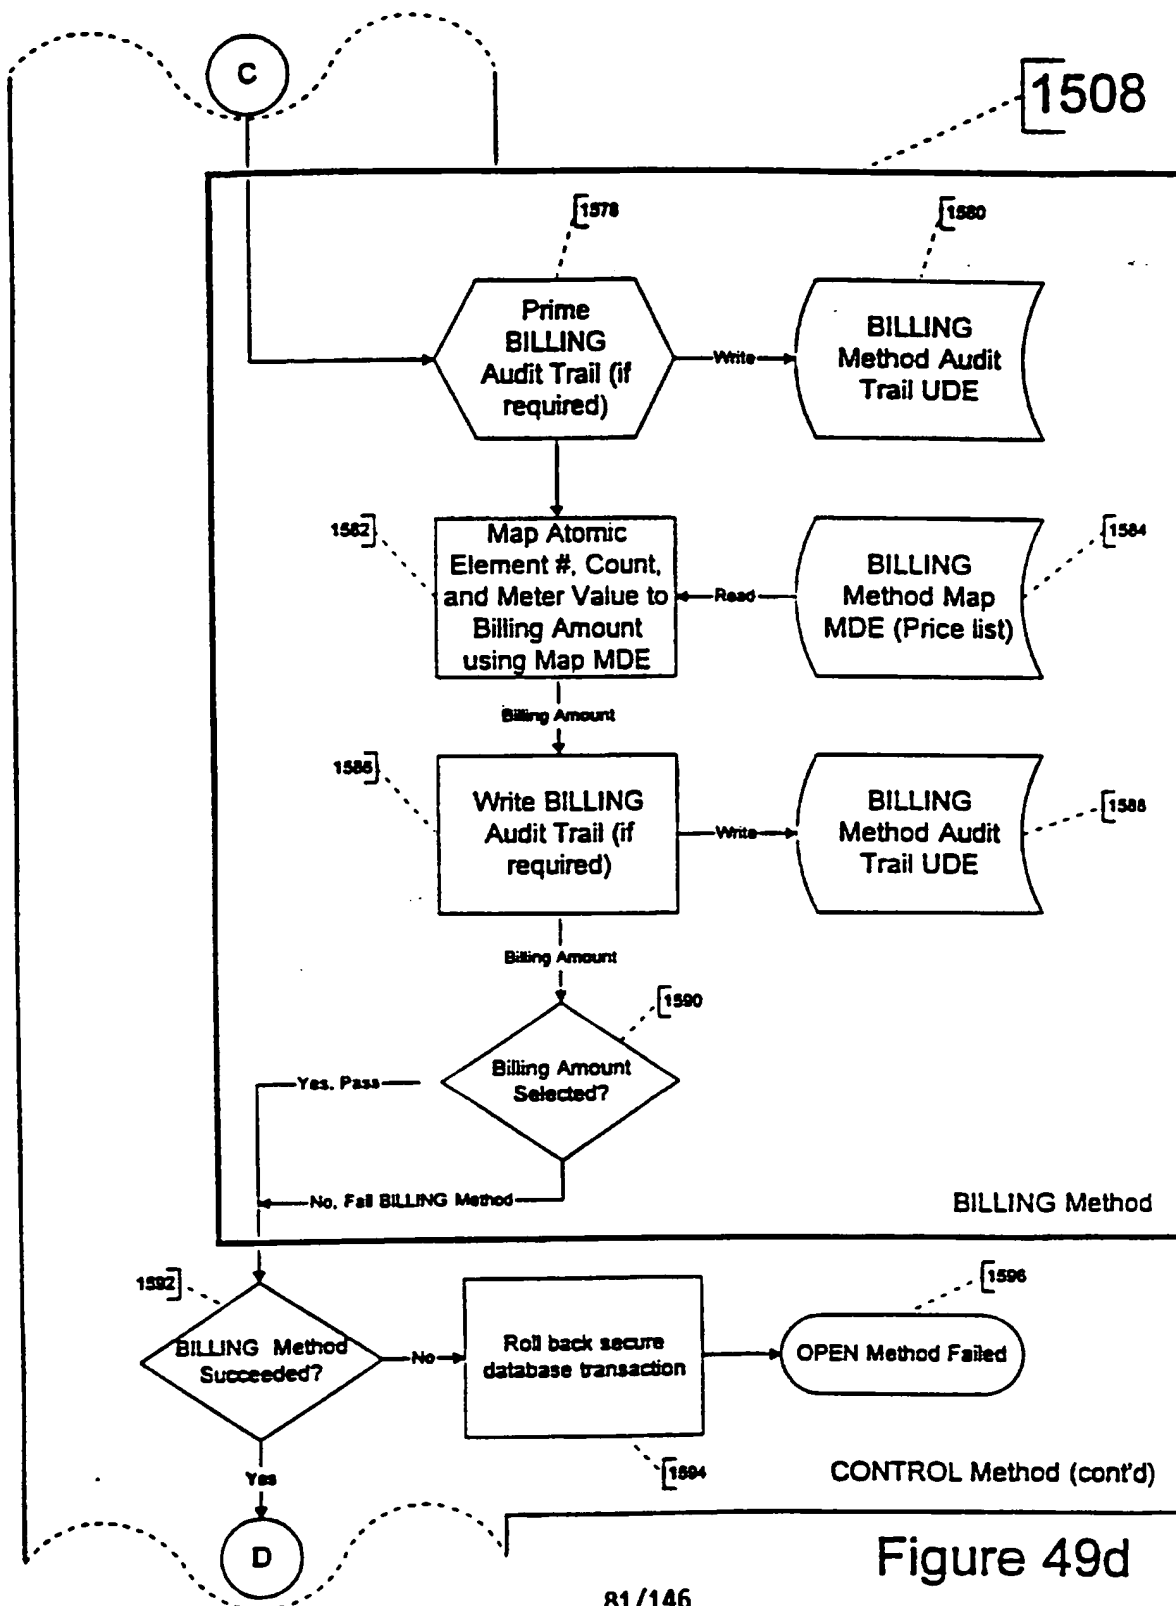 C
1508
1578
1580
Prime
BILLING
Audit Trail (if
required)
Write
BILLING
Method Audit
Trail UDE
1582
Map Atomic
Element #, Count,
and Meter Value to
Billing Amount
using Map MDE
Read
BILLING
Method Map
MDE (Price list)
1584
Billing Amount
1586
Write BILLING
Audit Trail (if
required)
Write
BILLING
Method Audit
Trail UDE
1588
Billing Amount
1590
Billing Amount
Selected?
Yes, Pass
No, Fail BILLING Method
BILLING Method
1592
BILLING Method
Succeeded?
No
Roll back secure
database transaction
1596
OPEN Method Failed
1594
Yes
CONTROL Method (cont'd)
D
Figure 49d
81/146